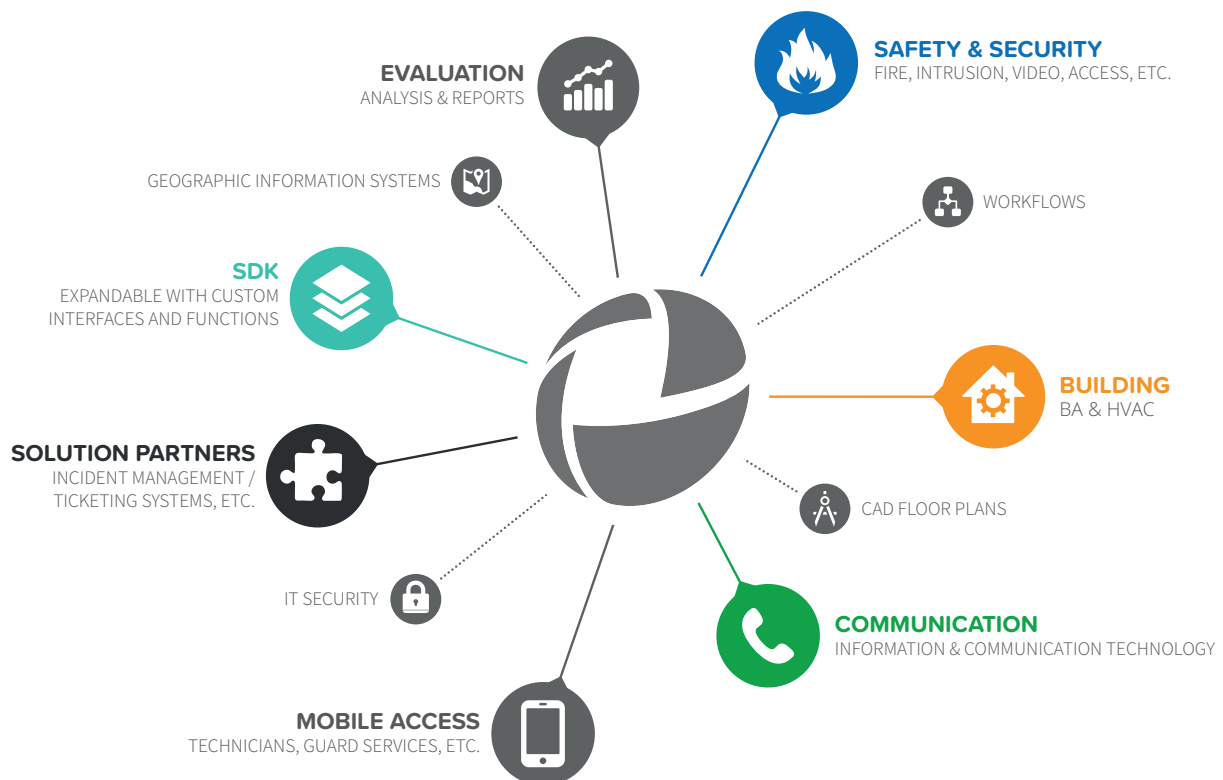 SAFETY & SECURITY
FIRE, INTRUSION, VIDEO, ACCESS, ETC.
EVALUATION
ANALYSIS & REPORTS
GEOGRAPHIC INFORMATION SYSTEMS
WORKFLOWS
SDK
EXPANDABLE WITH CUSTOM
INTERFACES AND FUNCTIONS
BUILDING
BA & HVAC
SOLUTION PARTNERS
INCIDENT MANAGEMENT /
TICKETING SYSTEMS, ETC.
CAD FLOOR PLANS
IT SECURITY
COMMUNICATION
INFORMATION & COMMUNICATION TECHNOLOGY
MOBILE ACCESS
TECHNICIANS, GUARD SERVICES, ETC.